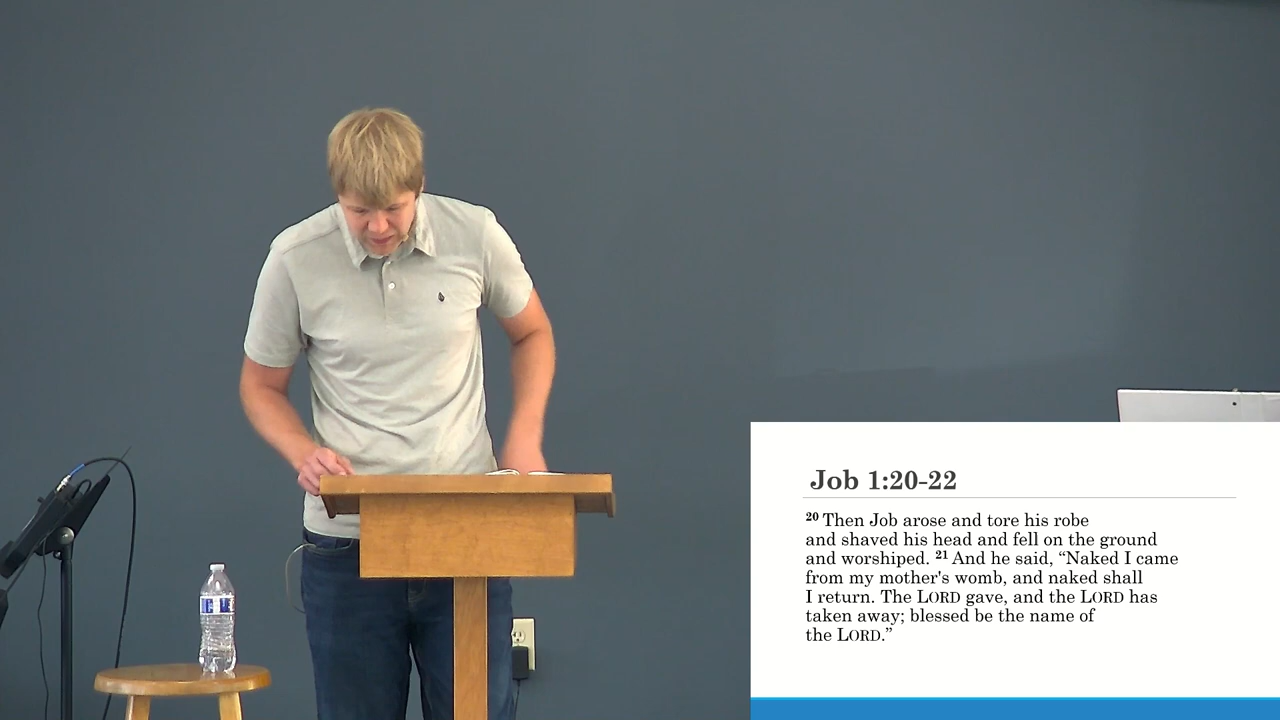 Job 1:20-22
20 Then Job arose and tore his robe
and shaved his head and fell on the ground
and worshiped. 21 And he said, “Naked I came
from my mother's womb, and naked shall
I return. The LORD gave, and the LORD has
taken away; blessed be the name of
the LORD.”